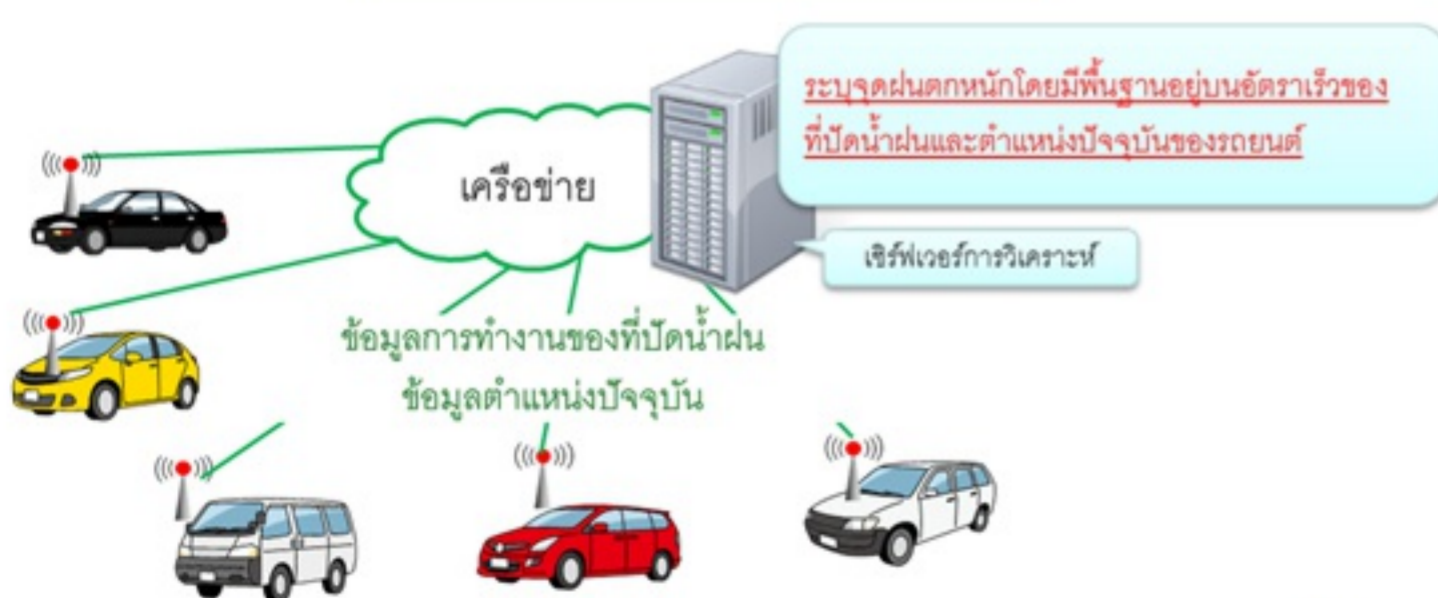 ระบุจุดฝนตกหนักโดยมีพื้นฐานอยู่บนอัตราเร็วของ
ที่ปัดน้ำฝนและตำแหน่งปัจจุบันของรถยนต์
เครือข่าย
เซิร์ฟเวอร์การวิเคราะห์
ข้อมูลการทำงานของที่ปัดน้ำฝน
ข้อมูลตำแหน่งปัจจุบัน